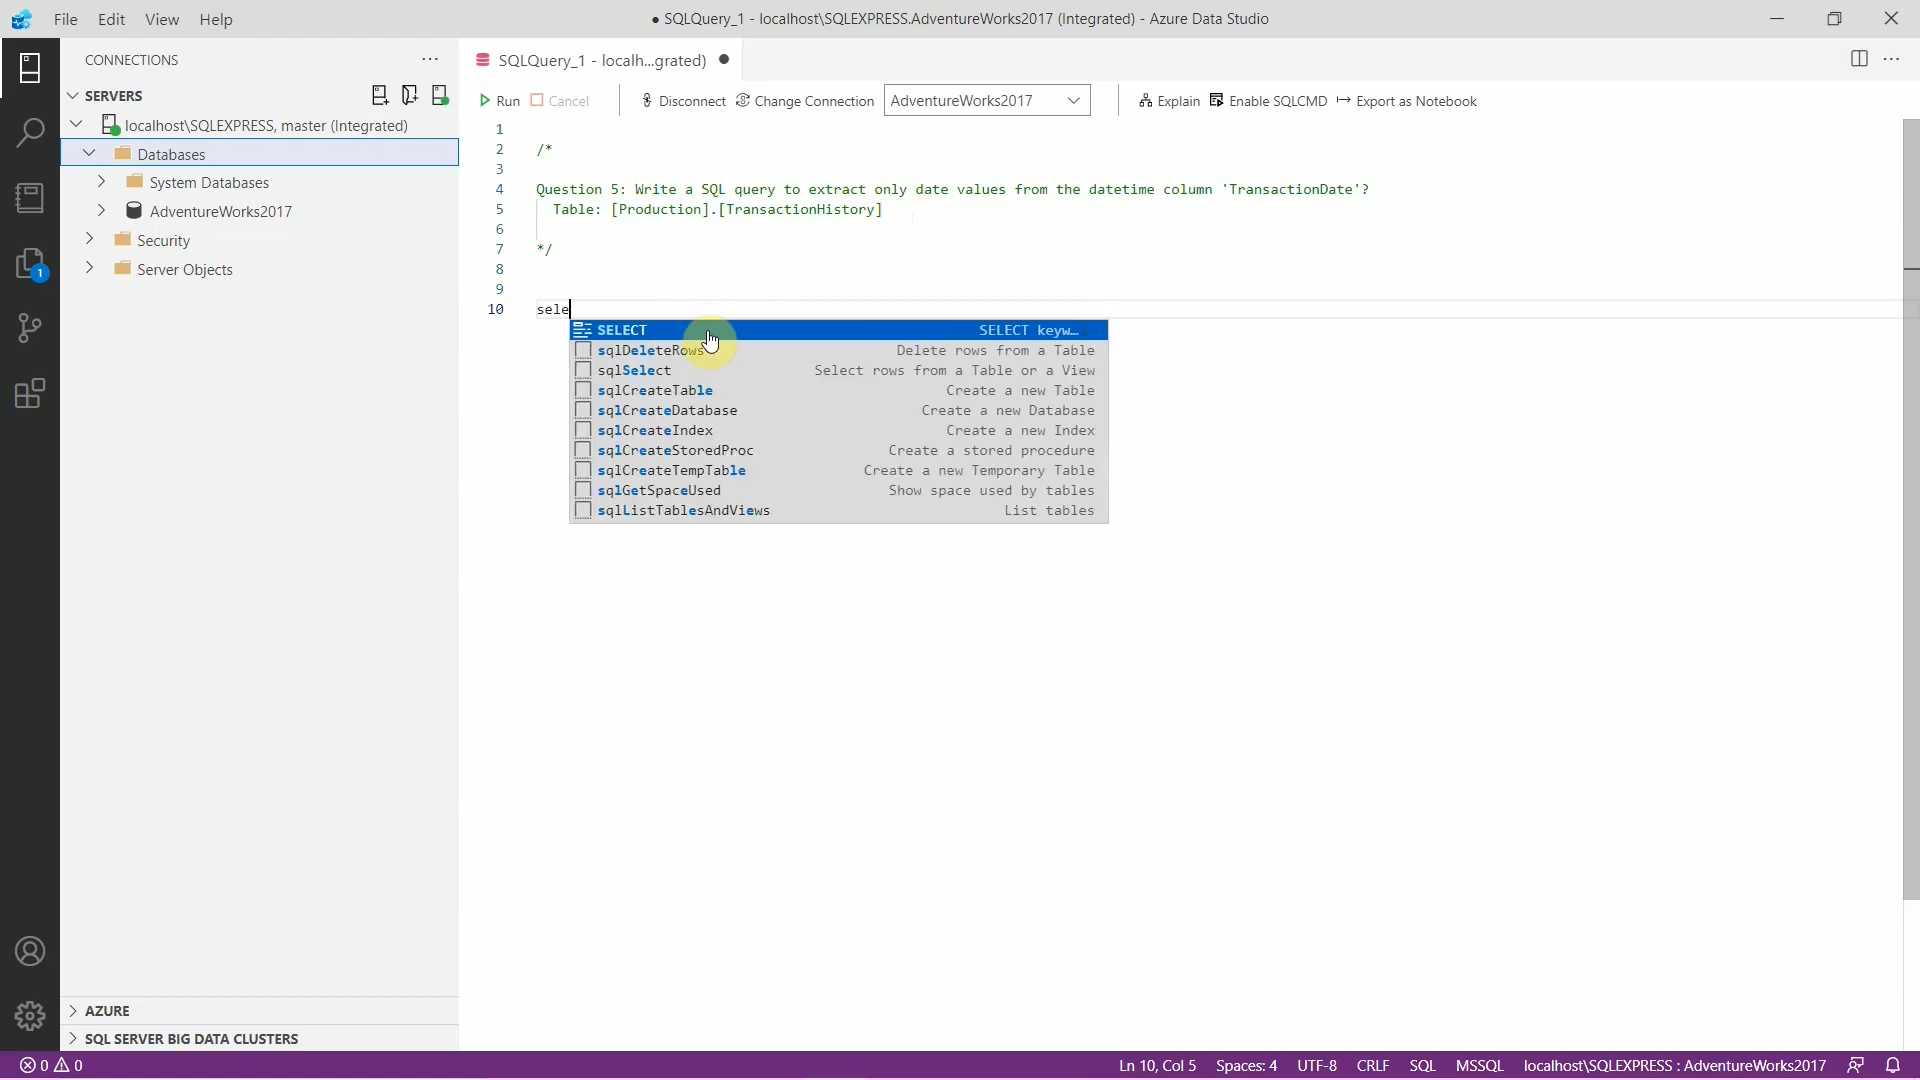 File Edit View Help
● SQLQuery_1 - localhost\SQLEXPRESS.AdventureWorks2017 (Integrated) - Azure Data Studio
CONNECTIONS
SERVERS
localhost\SQLEXPRESS, master (Integrated)
Databases
System Databases
AdventureWorks2017
Security
Server Objects
AZURE
SQL SERVER BIG DATA CLUSTERS
SQLQuery_1 - localh...grated) ●
Run Cancel Disconnect Change Connection AdventureWorks2017 Explain Enable SQLCMD Export as Notebook
1
2 /*
3
4 Question 5: Write a SQL query to extract only date values from the datetime column 'TransactionDate'?
5 Table: [Production].[TransactionHistory]
6
7 */
8
9
10 sele
SELECT SELECT keyw…
sqlDeleteRows Delete rows from a Table
sqlSelect Select rows from a Table or a View
sqlCreateTable Create a new Table
sqlCreateDatabase Create a new Database
sqlCreateIndex Create a new Index
sqlCreateStoredProc Create a stored procedure
sqlCreateTempTable Create a new Temporary Table
sqlGetSpaceUsed Show space used by tables
sqlListTablesAndViews List tables
1
0 0 Ln 10, Col 5 Spaces: 4 UTF-8 CRLF SQL MSSQL localhost\SQLEXPRESS : AdventureWorks2017